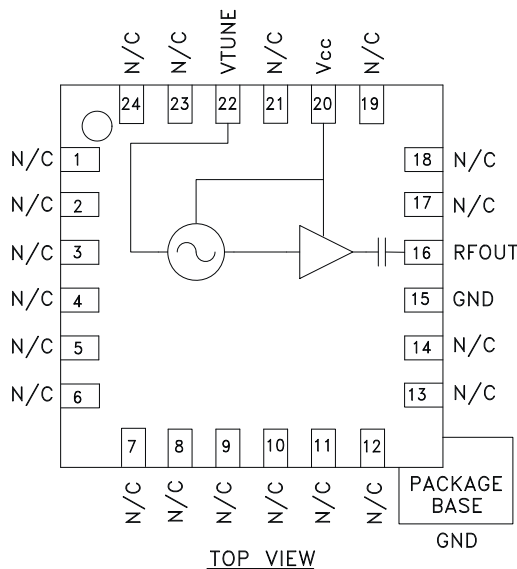 N/C
N/C
VTUNE
N/C
Vcc
N/C
24
23
22
21
20
19
N/C 1
N/C 2
N/C 3
N/C 4
N/C 5
N/C 6
18 N/C
17 N/C
16 RFOUT
15 GND
14 N/C
13 N/C
7
8
9
10
11
12
N/C
N/C
N/C
N/C
N/C
N/C
PACKAGE
BASE
GND
TOP VIEW